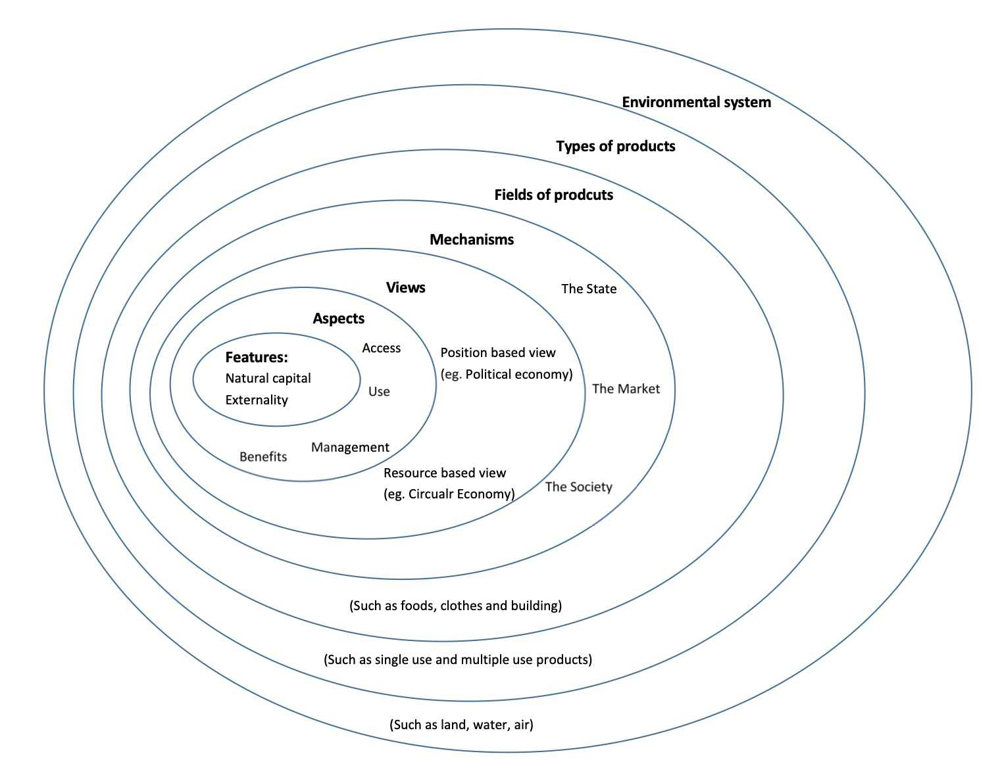 Environmental system
Types of products
Fields of prodcuts
Mechanisms
Views
The State
Aspects
Access
Position based view
(eg. Political economy)
Features:
Natural capital
Externality
Use
The Market
Management
Benefits
Resource based view
(eg. Circualr Economy)
The Society
(Such as foods, clothes and building)
(Such as single use and multiple use products)
(Such as land, water, air)